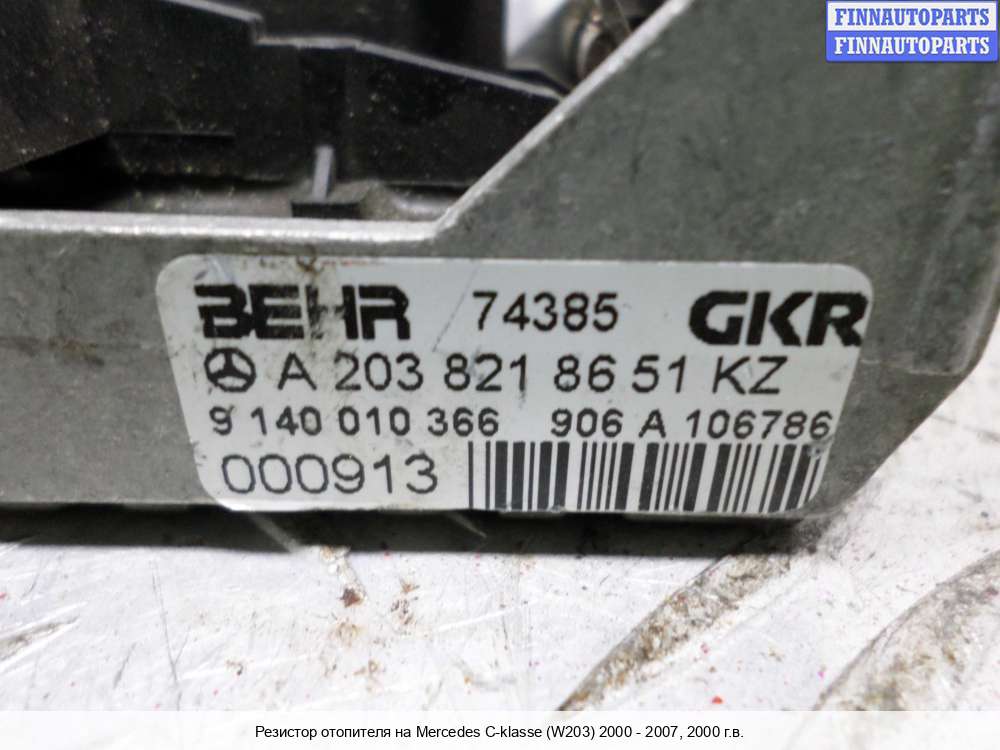 FINNAUTOPARTS
FINNAUTOPARTS
BEHR 74385 GKR
A 203 821 86 51 KZ
9 140 010 366 906 A 106786
000913
Резистор отопителя на Mercedes C-klasse (W203) 2000 - 2007, 2000 г.в.